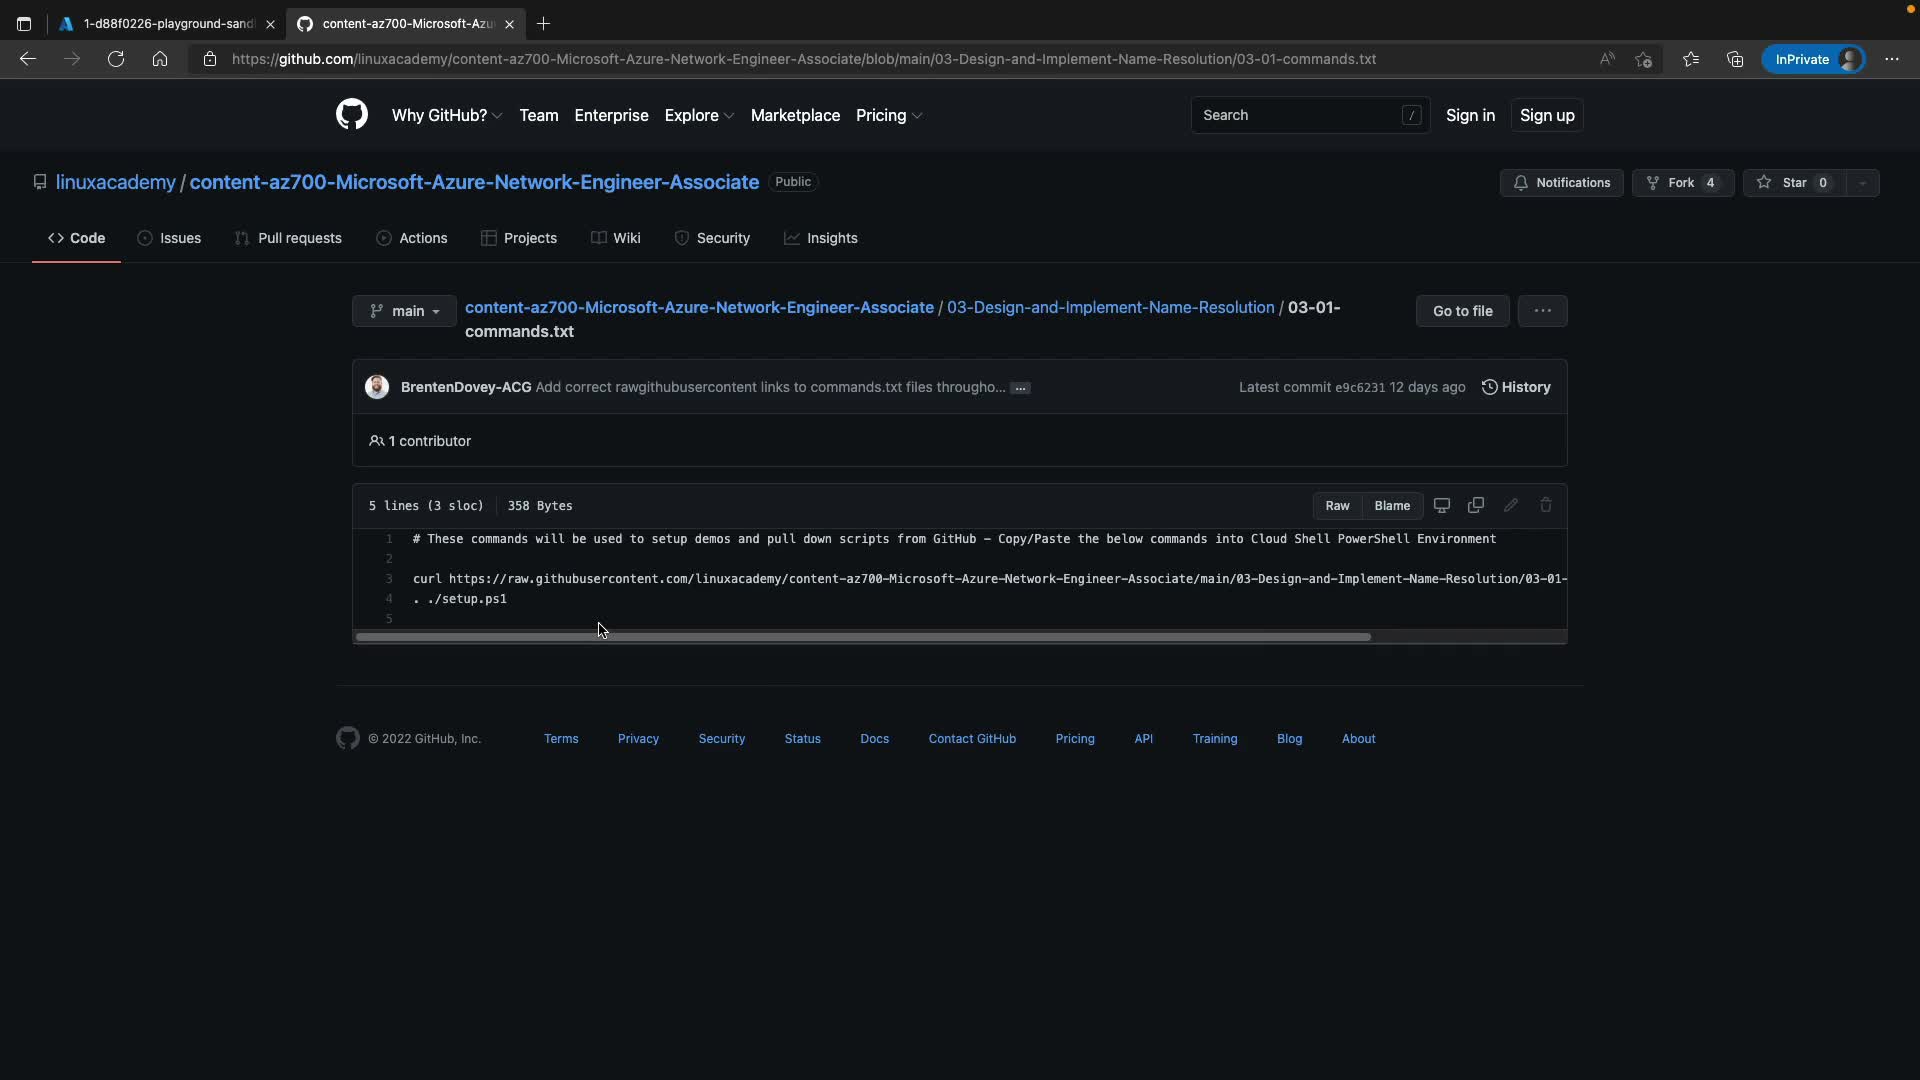 1-d88f0226-playground-sand
content-az700-Microsoft-Azu
https://github.com/linuxacademy/content-az700-Microsoft-Azure-Network-Engineer-Associate/blob/main/03-Design-and-Implement-Name-Resolution/03-01-commands.txt
InPrivate
Why GitHub? Team Enterprise Explore Marketplace Pricing
Search /
Sign in Sign up
linuxacademy / content-az700-Microsoft-Azure-Network-Engineer-Associate Public
Notifications Fork 4 Star 0
Code Issues Pull requests Actions Projects Wiki Security Insights
main
content-az700-Microsoft-Azure-Network-Engineer-Associate / 03-Design-and-Implement-Name-Resolution / 03-01-
commands.txt
Go to file ...
BrentenDovey-ACG Add correct rawgithubusercontent links to commands.txt files througho... ...
Latest commit e9c6231 12 days ago History
1 contributor
5 lines (3 sloc) 358 Bytes
Raw Blame
1 # These commands will be used to setup demos and pull down scripts from GitHub - Copy/Paste the below commands into Cloud Shell PowerShell Environment
2
3 curl https://raw.githubusercontent.com/linuxacademy/content-az700-Microsoft-Azure-Network-Engineer-Associate/main/03-Design-and-Implement-Name-Resolution/03-01-
4 . ./setup.ps1
5
© 2022 GitHub, Inc. Terms Privacy Security Status Docs Contact GitHub Pricing API Training Blog About